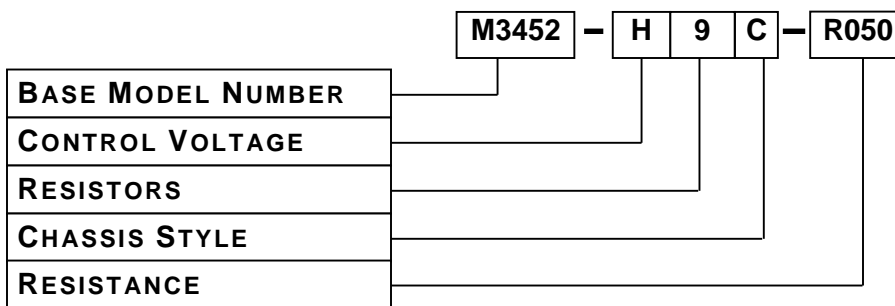 M3452 – H 9 C – R050
BASE MODEL NUMBER
CONTROL VOLTAGE
RESISTORS
CHASSIS STYLE
RESISTANCE